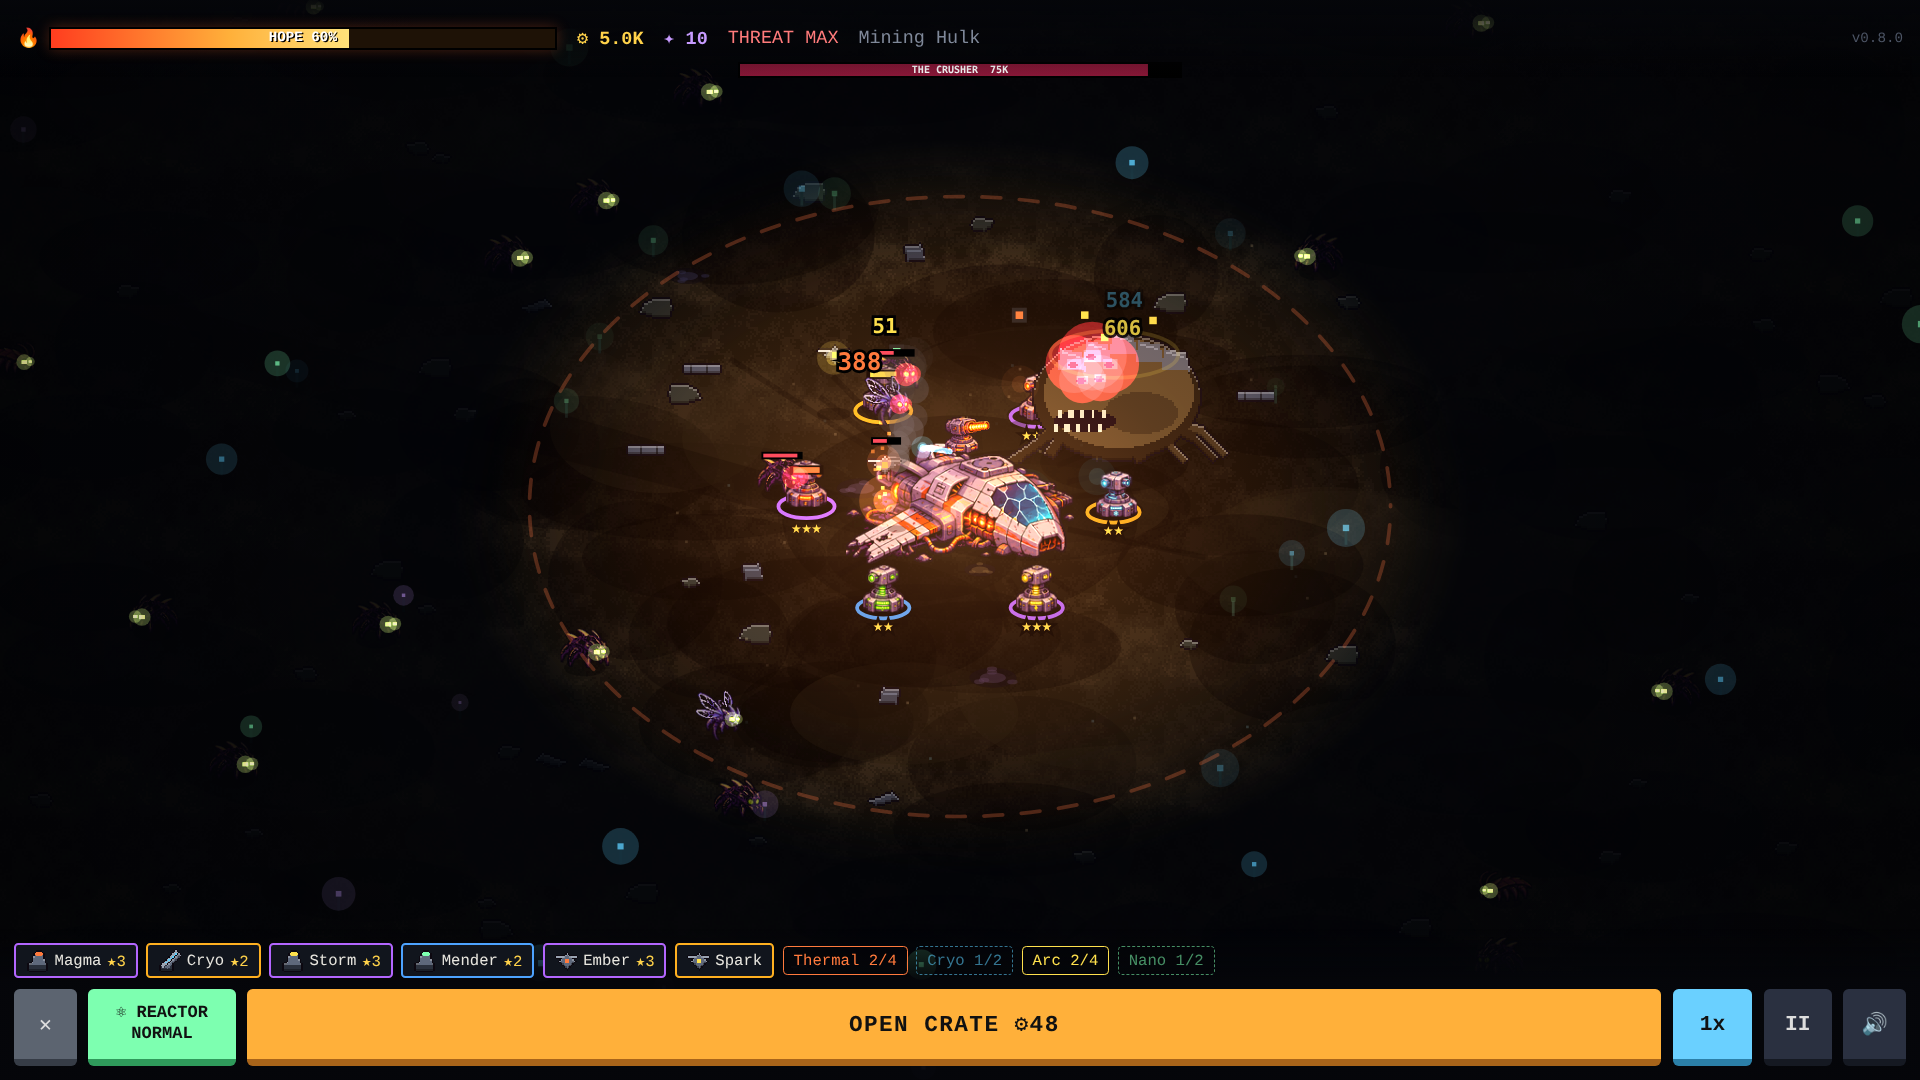 HOPE 60%
5.0K
10
THREAT MAX
Mining Hulk
v0.8.0
THE CRUSHER 75K
584
606
51
388
Magma ★3
Cryo ★2
Storm ★3
Mender ★2
Ember ★3
Spark
Thermal 2/4
Cryo 1/2
Arc 2/4
Nano 1/2
×
REACTOR
NORMAL
OPEN CRATE ⚙48
1x
II